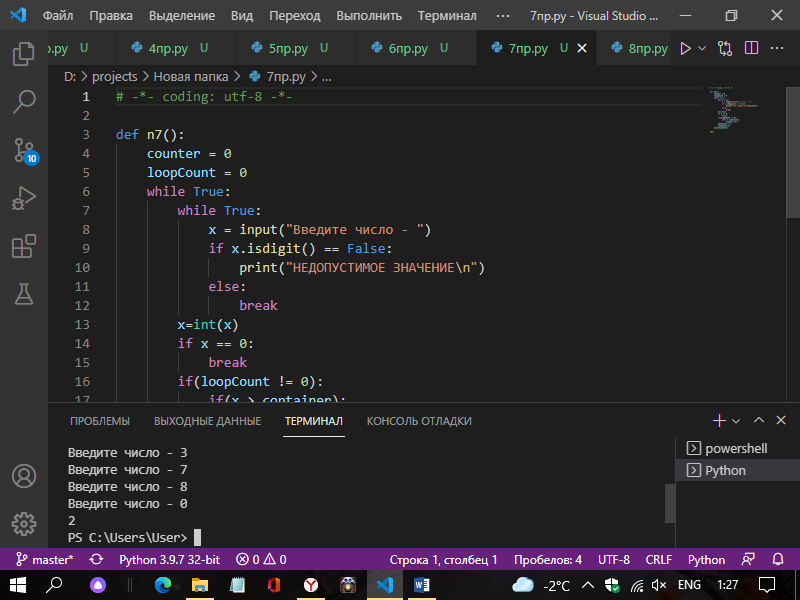 Файл Правка Выделение Вид Переход Выполнить Терминал ··· 7пр.py - Visual Studio ...
пр.py U 4пр.py U 5пр.py U 6пр.py U 7пр.py U 8пр.py
D: > projects > Новая папка > 7пр.py > ...
1 # -*- coding: utf-8 -*-
2
3 def n7():
4 counter = 0
5 loopCount = 0
6 while True:
7 while True:
8 x = input("Введите число - ")
9 if x.isdigit() == False:
10 print("НЕДОПУСТИМОЕ ЗНАЧЕНИЕ\n")
11 else:
12 break
13 x=int(x)
14 if x == 0:
15 break
16 if(loopCount != 0):
17 if(x > container):
10
ПРОБЛЕМЫ ВЫХОДНЫЕ ДАННЫЕ ТЕРМИНАЛ КОНСОЛЬ ОТЛАДКИ
Введите число - 3
Введите число - 7
Введите число - 8
Введите число - 0
2
PS C:\Users\User>
powershell
Python
master* Python 3.9.7 32-bit 0 0 Строка 1, столбец 1 Пробелов: 4 UTF-8 CRLF Python
-2°C ENG 1:27